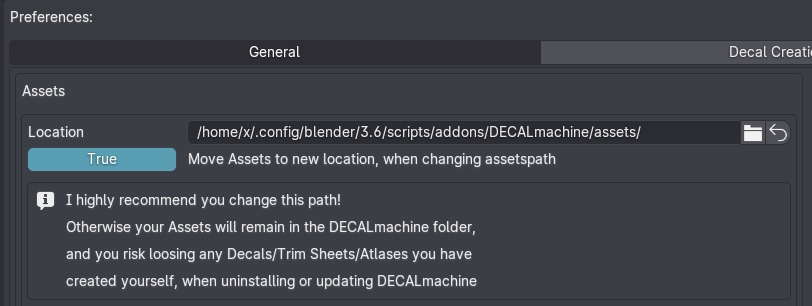 Preferences:
General
Decal Creati
Assets
Location
/home/x/.config/blender/3.6/scripts/addons/DECALmachine/assets/
True
Move Assets to new location, when changing assetspath
I highly recommend you change this path!
Otherwise your Assets will remain in the DECALmachine folder,
and you risk loosing any Decals/Trim Sheets/Atlases you have
created yourself, when uninstalling or updating DECALmachine